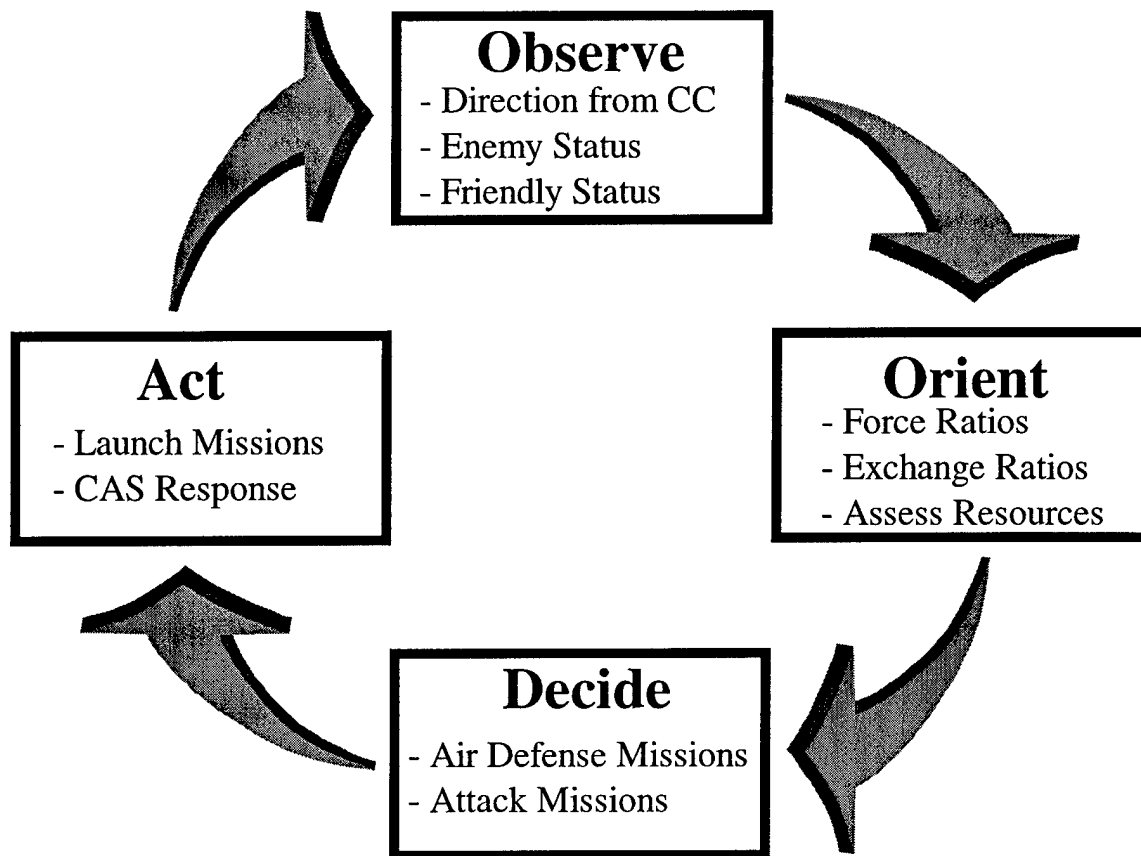 Observe
- Direction from CC
- Enemy Status
- Friendly Status
Orient
- Force Ratios
- Exchange Ratios
- Assess Resources
Decide
- Air Defense Missions
- Attack Missions
Act
- Launch Missions
- CAS Response